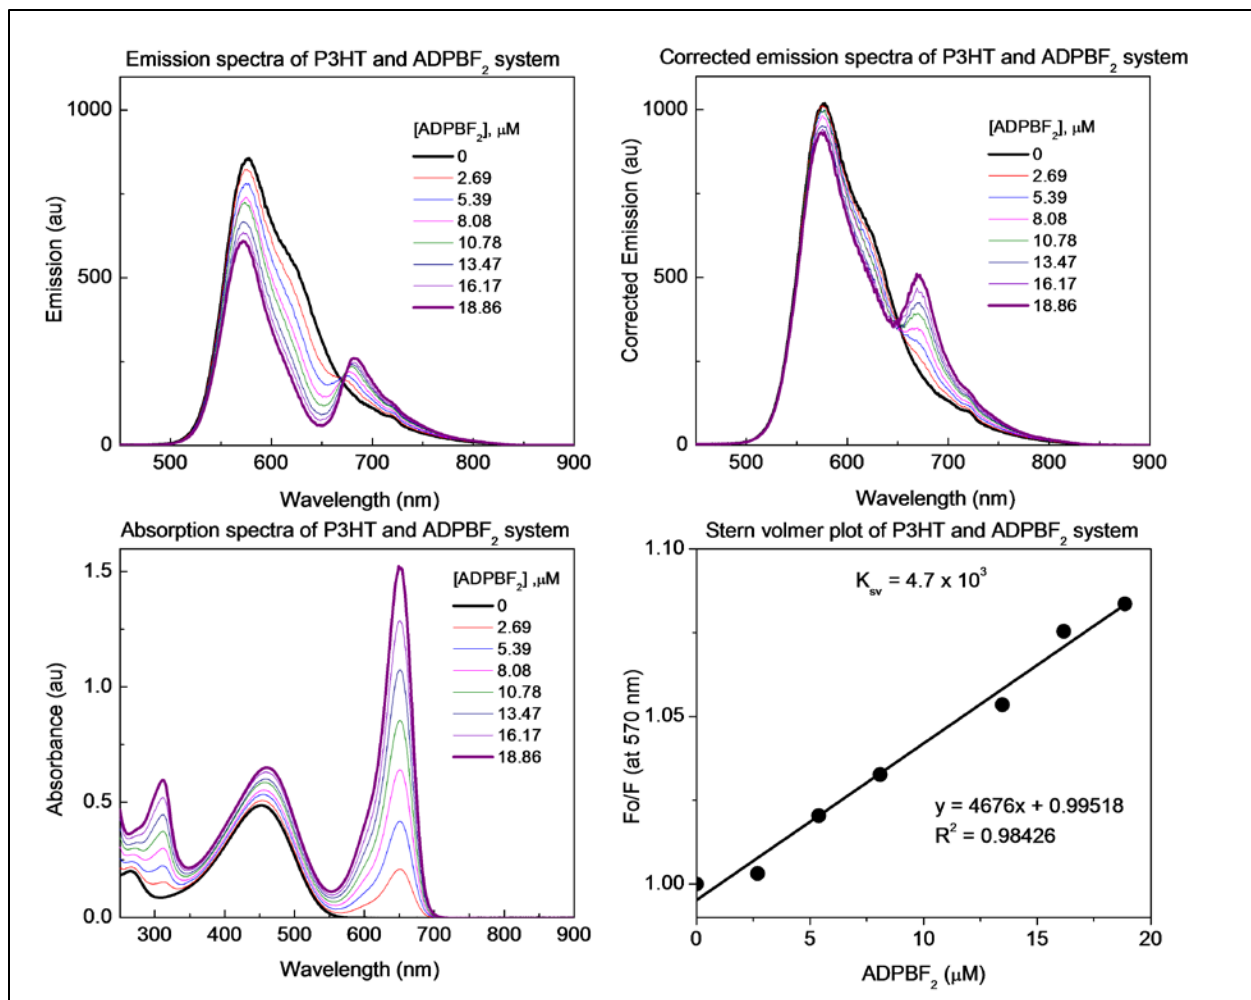 Emission spectra of P3HT and ADPBF2 system
1000
500
0
Emission (au)
[ADPBF2], μM
0
2.69
5.39
8.08
10.78
13.47
16.17
18.86
500 600 700 800 900
Wavelength (nm)
Corrected emission spectra of P3HT and ADPBF2 system
1000
500
0
Corrected Emission (au)
[ADPBF2], μM
0
2.69
5.39
8.08
10.78
13.47
16.17
18.86
500 600 700 800 900
Wavelength (nm)
Absorption spectra of P3HT and ADPBF2 system
1.5
1.0
0.5
0.0
Absorbance (au)
[ADPBF2] ,μM
0
2.69
5.39
8.08
10.78
13.47
16.17
18.86
300 400 500 600 700 800 900
Wavelength (nm)
Stern volmer plot of P3HT and ADPBF2 system
1.10
1.05
1.00
Fo/F (at 570 nm)
Ksv = 4.7 x 10³
y = 4676x + 0.99518
R² = 0.98426
0 5 10 15 20
ADPBF2 (μM)